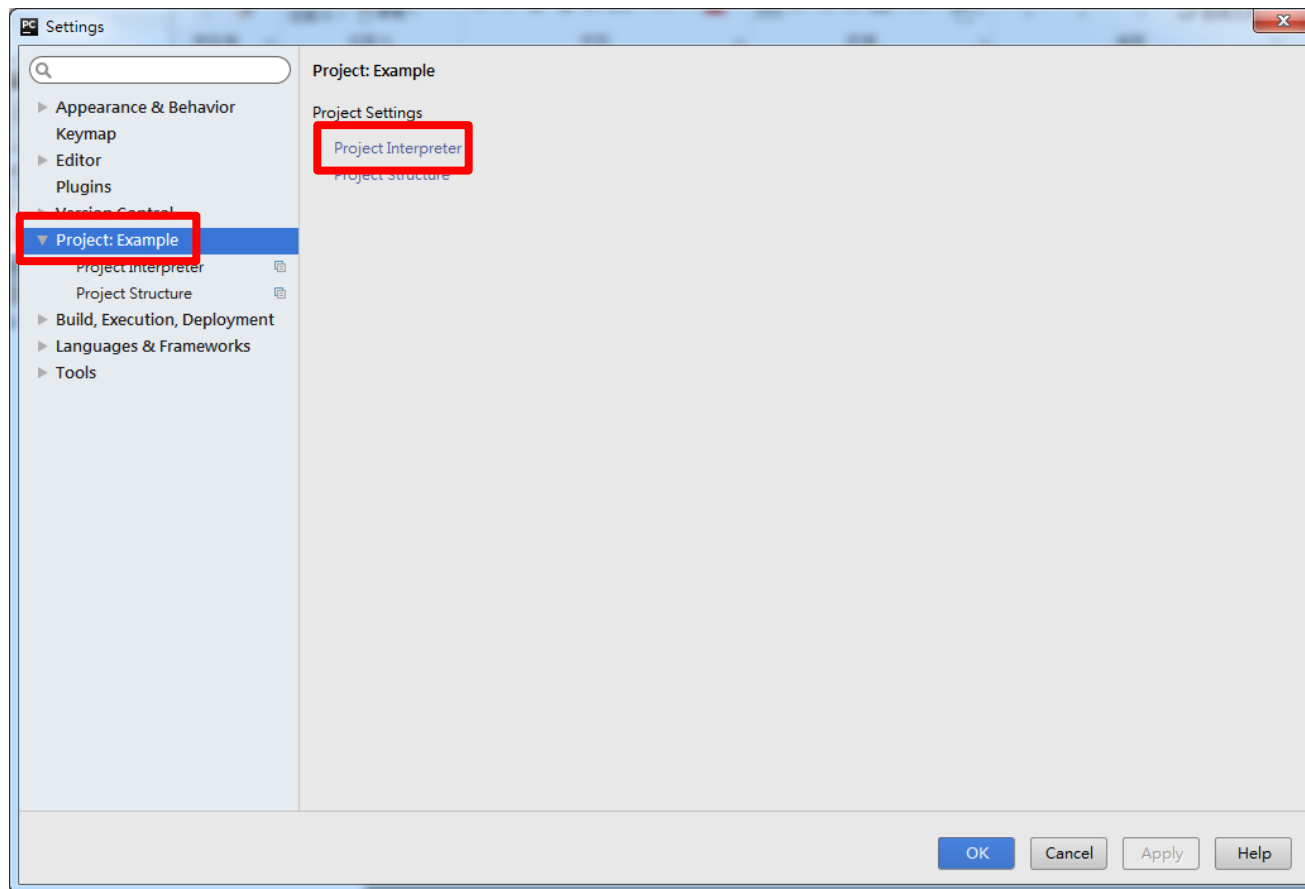 PC Settings
Appearance & Behavior
Keymap
Editor
Plugins
Version Control
Project: Example
Project Interpreter
Project Structure
Build, Execution, Deployment
Languages & Frameworks
Tools
Project: Example
Project Settings
Project Interpreter
Project Structure
OK Cancel Apply Help